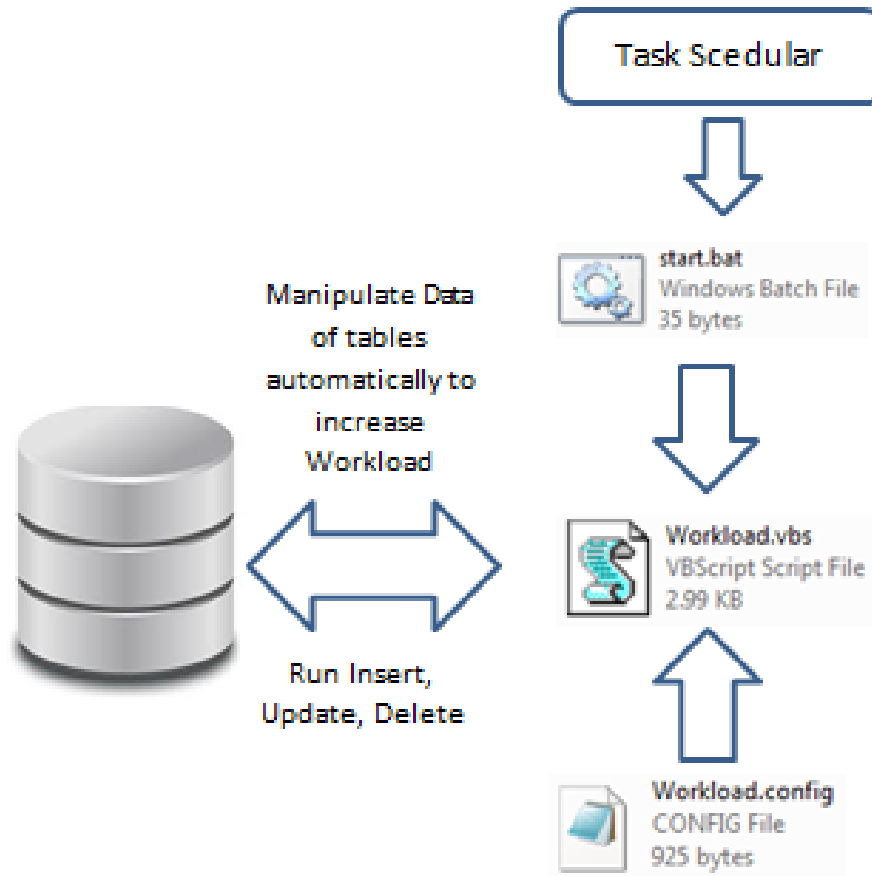 Task Scedular
start.bat
Windows Batch File
35 bytes
Manipulate Data
of tables
automatically to
increase
Workload
Workload.vbs
VBScript Script File
2.99 KB
Run Insert,
Update, Delete
Workload.config
CONFIG File
925 bytes